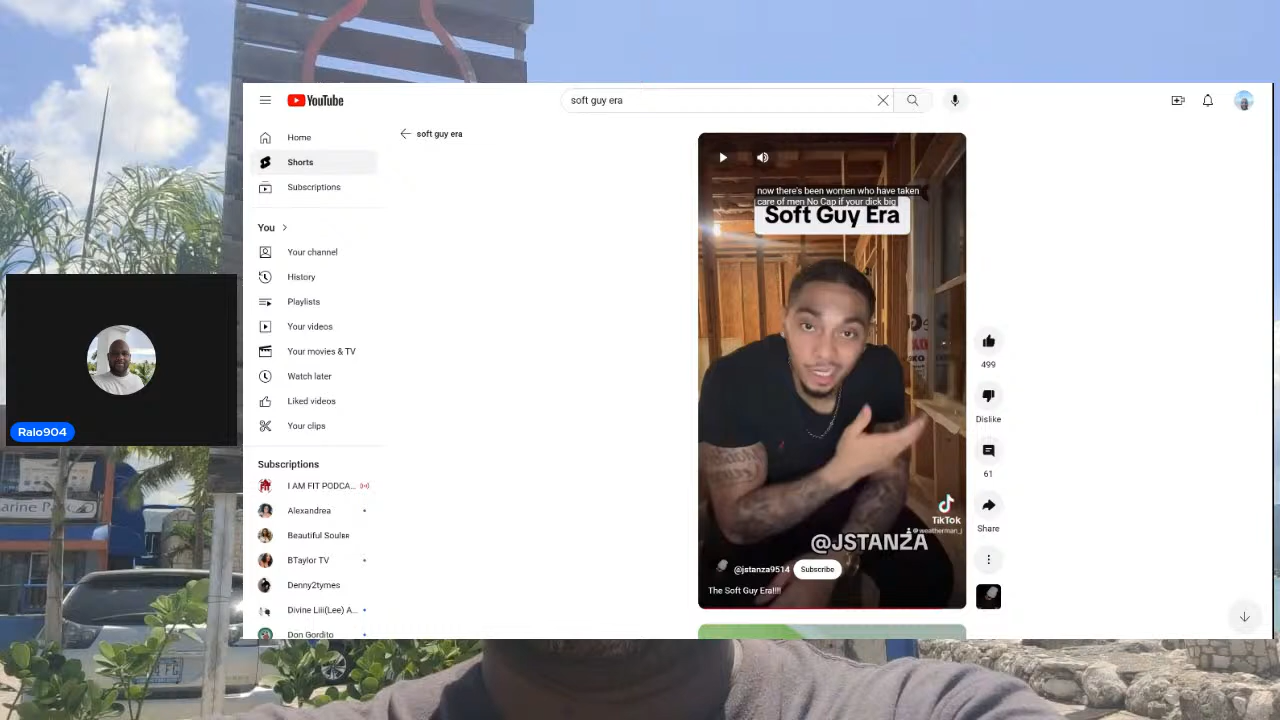 YouTube
soft guy era
Home
soft guy era
Shorts
Subscriptions
now there's been women who have taken
care of men No Cap if your dick big
Soft Guy Era
You
Your channel
History
Playlists
Your videos
Your movies & TV
499
Watch later
Liked videos
Dislike
Your clips
Ralo904
Subscriptions
61
I AM FIT PODCA...
Alexandrea
TikTok
Share
@weatherman_j
Beautiful Soul
@JSTANZA
BTaylor TV
@jstanza9514
Subscribe
Denny2tymes
The Soft Guy Era!!!!
Divine Liii(Lee) A...
Don Gordito